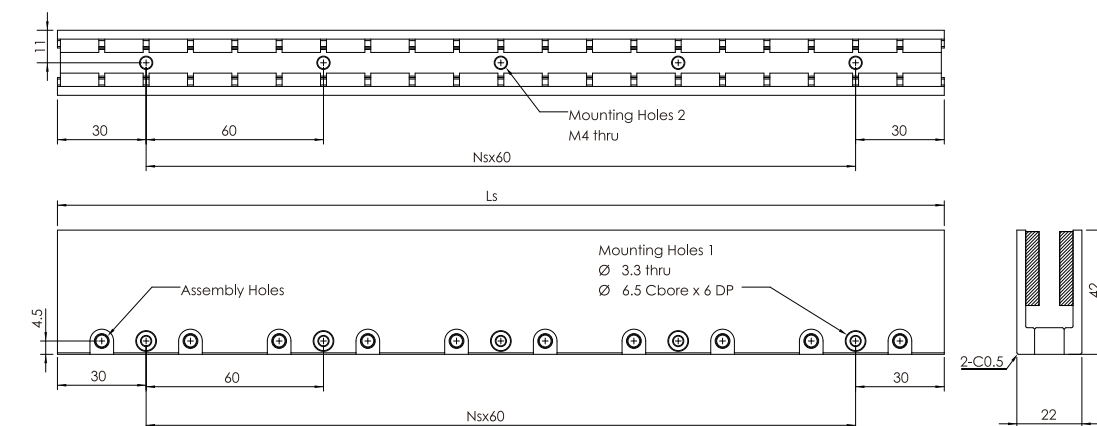 11
Mounting Holes 2
M4 thru
30
60
30
Nsx60
Ls
Mounting Holes 1
Ø 3.3 thru
Ø 6.5 Cbore x 6 DP
Assembly Holes
4.5
42
30
60
30
2-C0.5
Nsx60
22